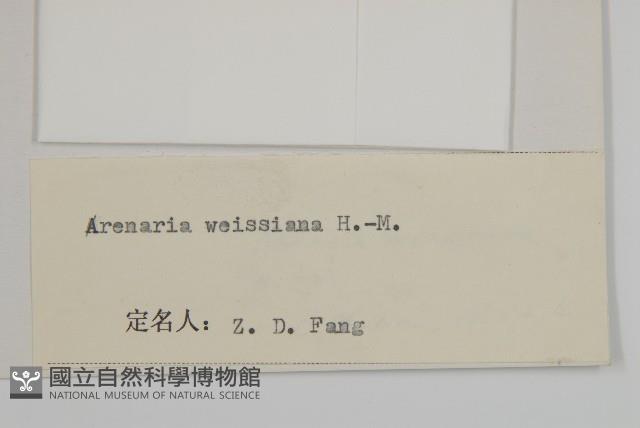 Arenaria weissiana H.-M.
定名人: Z. D. Fang
國立自然科學博物館
NATIONAL MUSEUM OF NATURAL SCIENCE